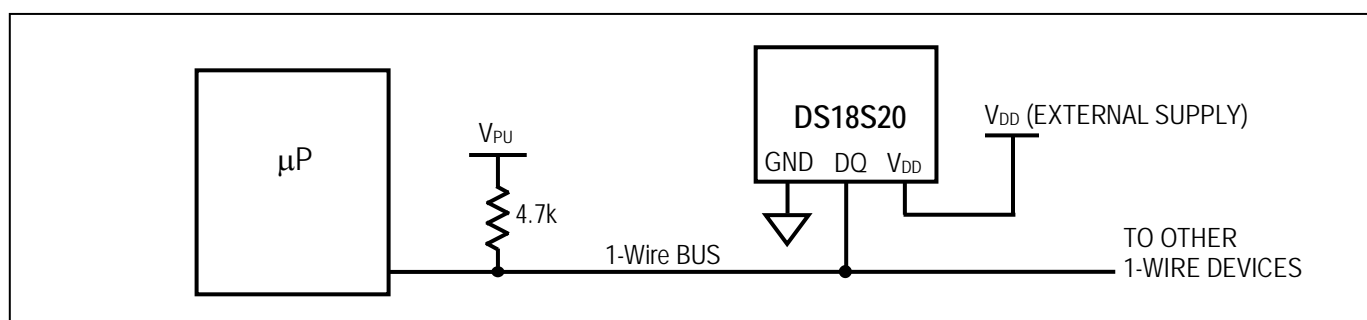 μP
VPU
4.7k
1-Wire BUS
DS18S20
GND DQ VDD
VDD (EXTERNAL SUPPLY)
TO OTHER
1-WIRE DEVICES